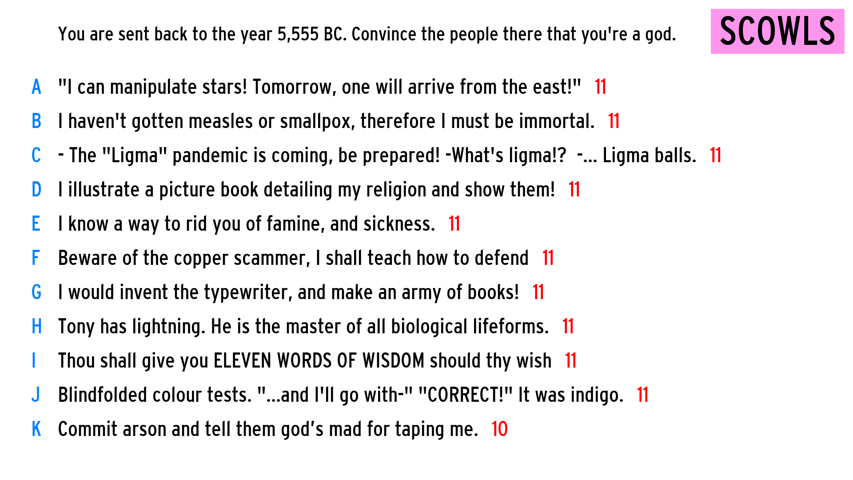 You are sent back to the year 5,555 BC. Convince the people there that you're a god.
SCOWLS
A "I can manipulate stars! Tomorrow, one will arrive from the east!" 11
B I haven't gotten measles or smallpox, therefore I must be immortal. 11
C - The "Ligma" pandemic is coming, be prepared! -What's ligma!? -... Ligma balls. 11
D I illustrate a picture book detailing my religion and show them! 11
E I know a way to rid you of famine, and sickness. 11
F Beware of the copper scammer, I shall teach how to defend 11
G I would invent the typewriter, and make an army of books! 11
H Tony has lightning. He is the master of all biological lifeforms. 11
I Thou shall give you ELEVEN WORDS OF WISDOM should thy wish 11
J Blindfolded colour tests. "...and I'll go with-" "CORRECT!" It was indigo. 11
K Commit arson and tell them god’s mad for taping me. 10